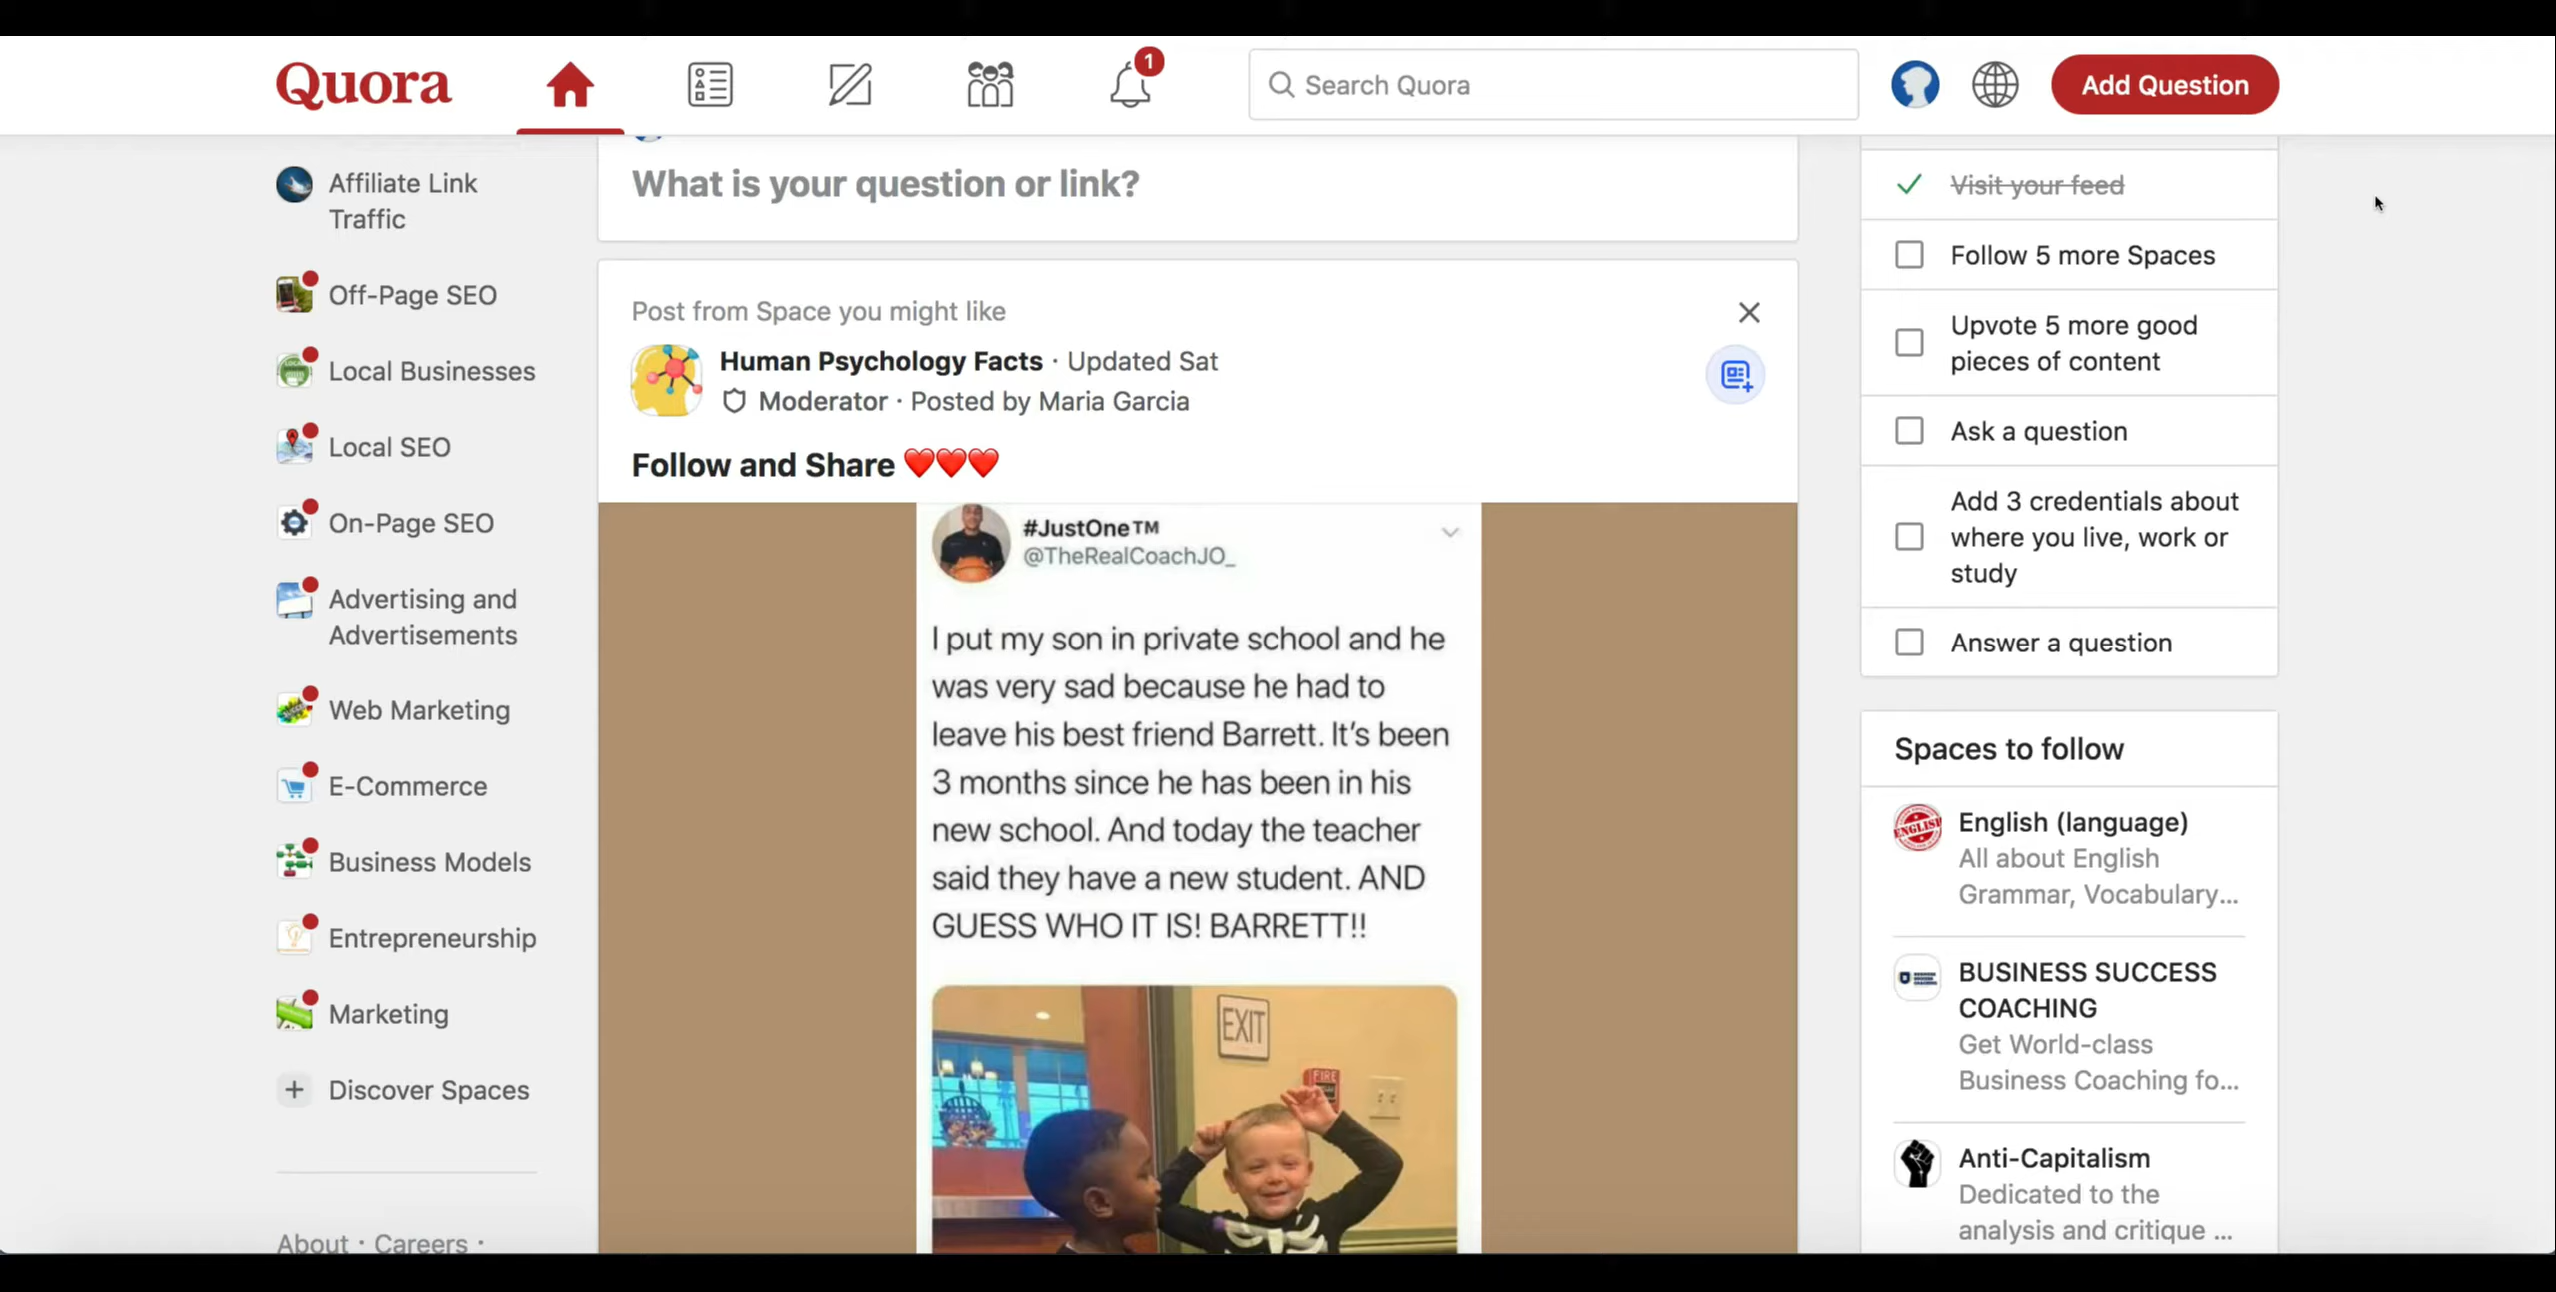 Quora
1
Search Quora
Add Question
Affiliate Link
Traffic
Off-Page SEO
Local Businesses
Local SEO
On-Page SEO
Advertising and
Advertisements
Web Marketing
E-Commerce
Business Models
Entrepreneurship
Marketing
Discover Spaces
About · Careers ·
What is your question or link?
Post from Space you might like
Human Psychology Facts · Updated Sat
Moderator · Posted by Maria Garcia
Follow and Share ❤️❤️❤️
#JustOne™
@TheRealCoachJO_
I put my son in private school and he
was very sad because he had to
leave his best friend Barrett. It's been
3 months since he has been in his
new school. And today the teacher
said they have a new student. AND
GUESS WHO IT IS! BARRETT!!
EXIT
FIRE
Visit your feed
Follow 5 more Spaces
Upvote 5 more good
pieces of content
Ask a question
Add 3 credentials about
where you live, work or
study
Answer a question
Spaces to follow
ENGLISH
English (language)
All about English
Grammar, Vocabulary...
BUSINESS SUCCESS
COACHING
Get World-class
Business Coaching fo...
Anti-Capitalism
Dedicated to the
analysis and critique ...